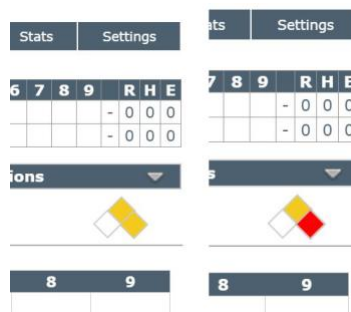 Stats Settings
ats Settings
6 7 8 9 R H E
- 0 0 0
- 0 0 0
7 8 9 R H E
- 0 0 0
- 0 0 0
ions
s
8 9
8 9